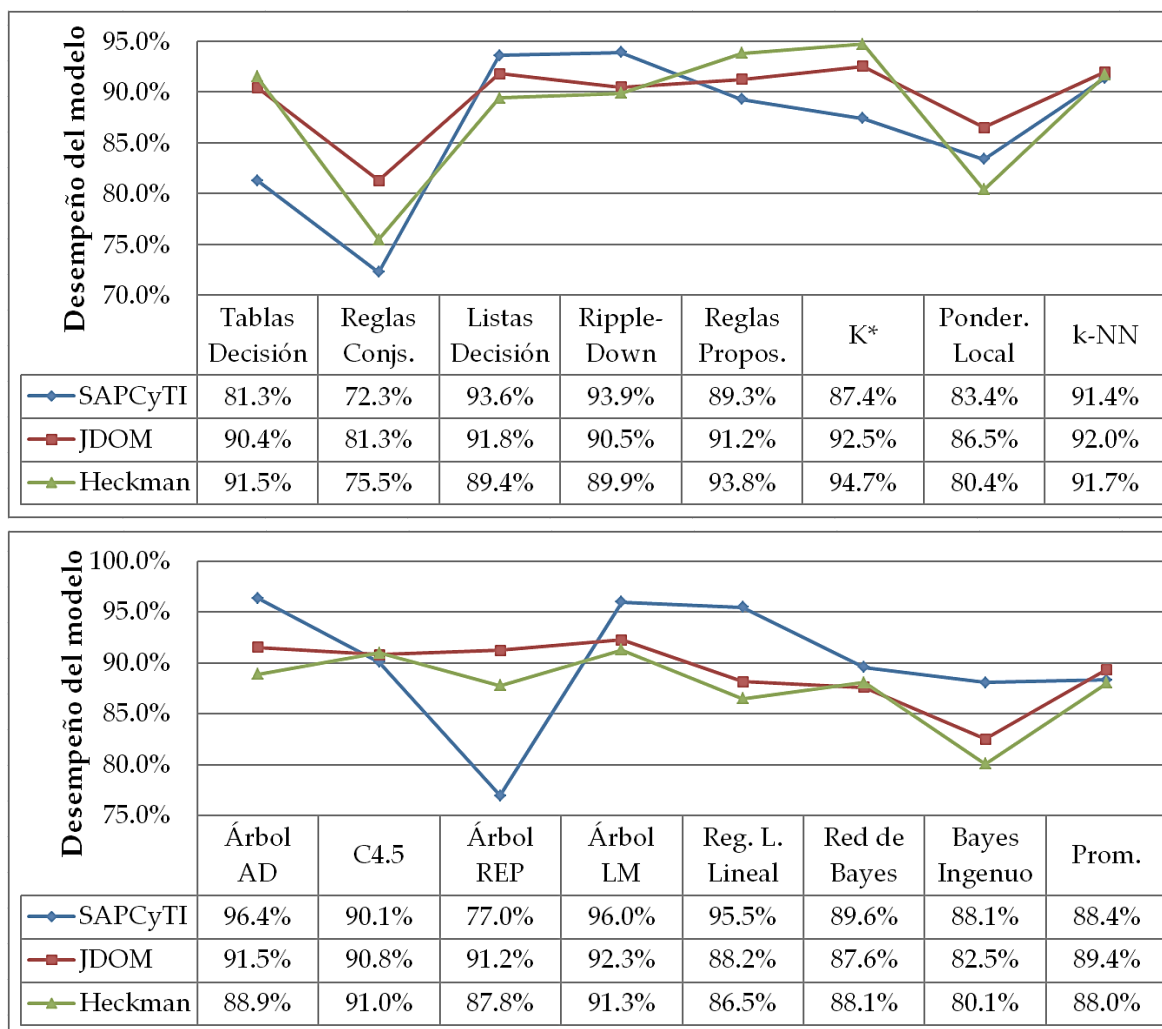 Desempeño del modelo
95.0%
90.0%
85.0%
80.0%
75.0%
70.0%
Tablas Decisión
Reglas Conjs.
Listas Decisión
Ripple-Down
Reglas Propos.
K*
Ponder. Local
k-NN
SAPCyTI 81.3% 72.3% 93.6% 93.9% 89.3% 87.4% 83.4% 91.4%
JDOM 90.4% 81.3% 91.8% 90.5% 91.2% 92.5% 86.5% 92.0%
Heckman 91.5% 75.5% 89.4% 89.9% 93.8% 94.7% 80.4% 91.7%
Desempeño del modelo
100.0%
95.0%
90.0%
85.0%
80.0%
75.0%
Árbol AD
C4.5
Árbol REP
Árbol LM
Reg. L. Lineal
Red de Bayes
Bayes Ingenuo
Prom.
SAPCyTI 96.4% 90.1% 77.0% 96.0% 95.5% 89.6% 88.1% 88.4%
JDOM 91.5% 90.8% 91.2% 92.3% 88.2% 87.6% 82.5% 89.4%
Heckman 88.9% 91.0% 87.8% 91.3% 86.5% 88.1% 80.1% 88.0%